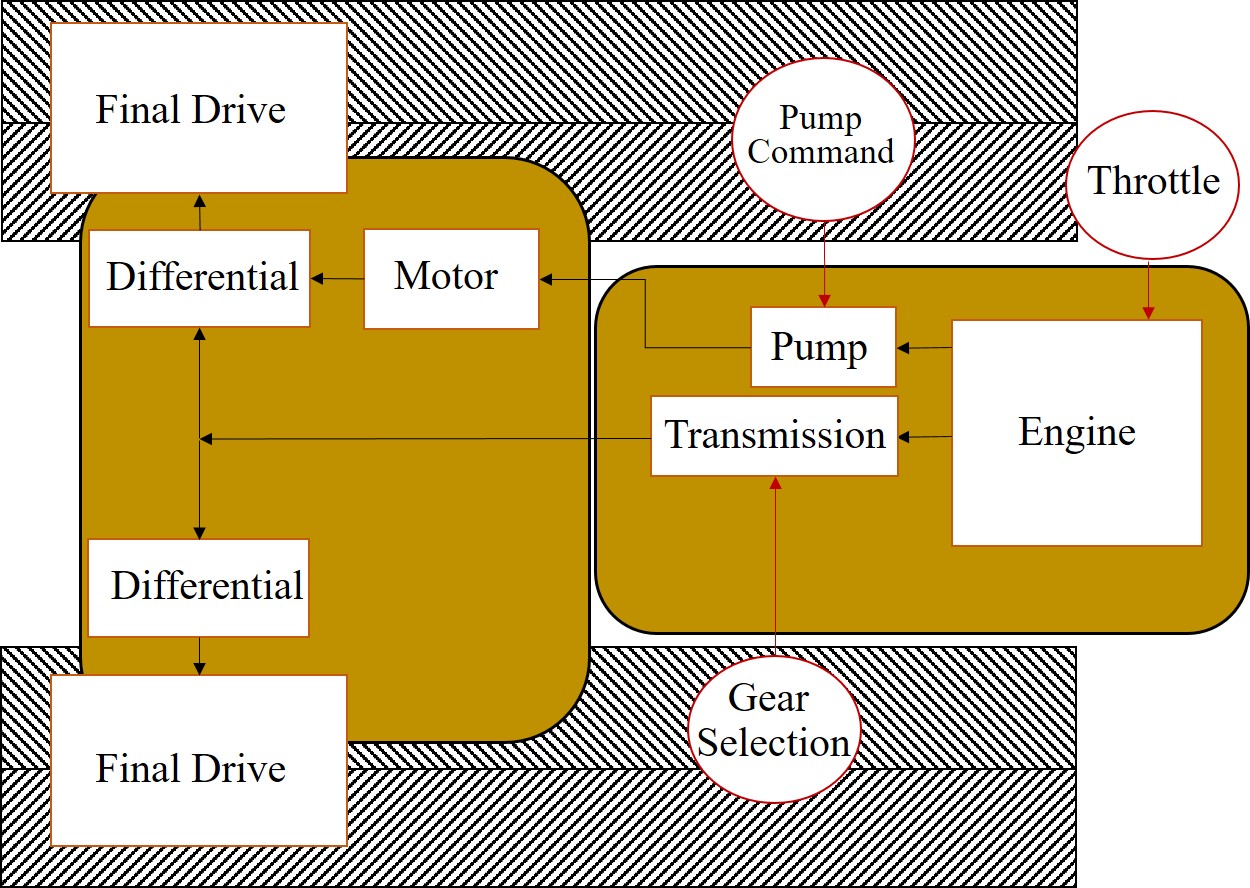 Final Drive
Pump
Command
Throttle
Differential
Motor
Pump
Transmission
Engine
Differential
Gear
Selection
Final Drive